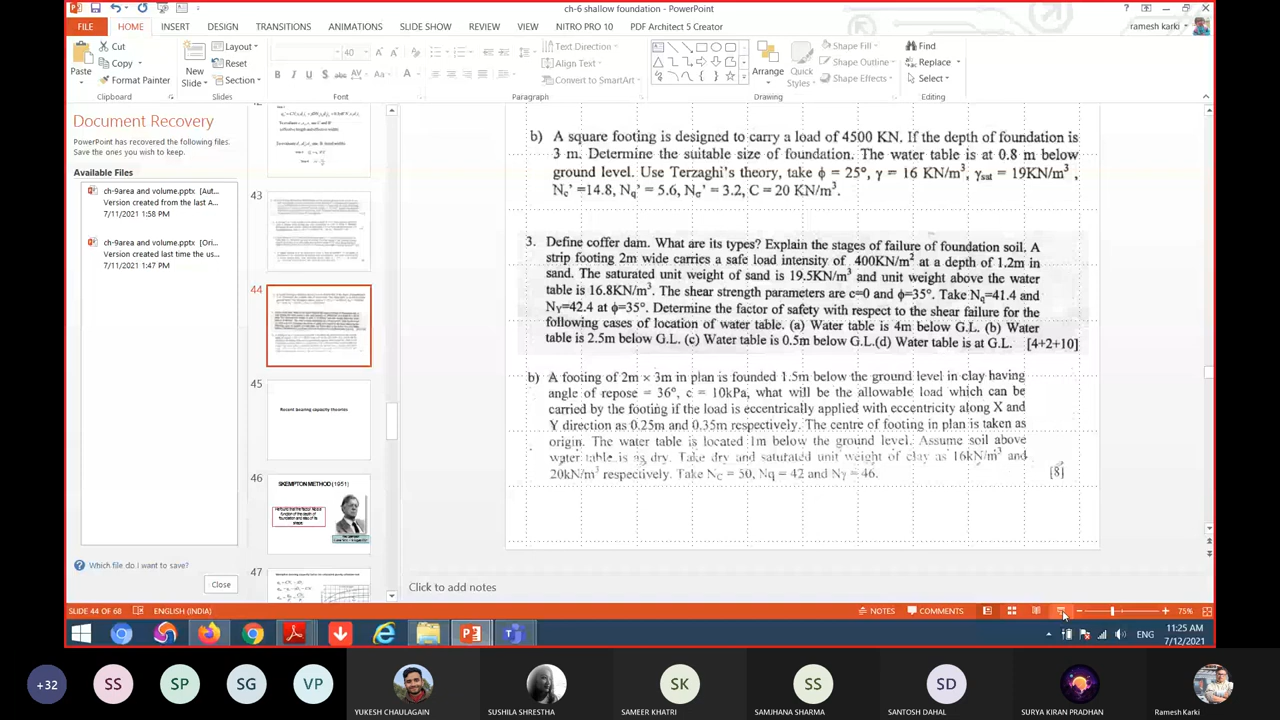 ch-6 shallow foundation - PowerPoint
FILE HOME INSERT DESIGN TRANSITIONS ANIMATIONS SLIDE SHOW REVIEW VIEW NITRO PRO 10 PDF Architect 5 Creator
ramesh karki
Paste
Cut
Copy
Format Painter
Clipboard
New Slide
Layout
Reset
Section
Slides
40
Font
Text Direction
Align Text
Convert to SmartArt
Paragraph
Arrange
Quick Styles
Shape Fill
Shape Outline
Shape Effects
Drawing
Find
Replace
Select
Editing
Document Recovery
PowerPoint has recovered the following files.
Save the ones you wish to keep.
Available Files
ch-9area and volume.pptx [Aut...
Version created from the last A...
7/11/2021 1:58 PM
ch-9area and volume.pptx [Ori...
Version created last time the us...
7/11/2021 1:47 PM
Which file do I want to save?
Close
43
44
45
Recent bearing capacity theories
46
SKEMPTON METHOD (1951)
47
b) A square footing is designed to carry a load of 4500 KN. If the depth of foundation is
3 m. Determine the suitable size of foundation. The water table is at 0.8 m below
ground level. Use Terzaghi's theory, take ϕ = 25°, γ = 16 KN/m³, γsat = 19KN/m³ ,
Nc' =14.8, Nq' = 5.6, Ne' = 3.2, C = 20 KN/m³.
3. Define coffer dam. What are its types? Explain the stages of failure of foundation soil. A
strip footing 2m wide carries a safe load intensity of 400KN/m² at a depth of 1.2m in
sand. The saturated unit weight of sand is 19.5KN/m³ and unit weight above the water
table is 16.8KN/m³. The shear strength parameters are c=0 and ϕ=35°. Take Nq=41.4 and
Nγ=42.4 at ϕ=35°. Determine the factor of safety with respect to the shear failure for the
following cases of location of water table. (a) Water table is 4m below G.L. (b) Water
table is 2.5m below G.L. (c) Water table is 0.5m below G.L.(d) Water table is at G.L. [4+2+10]
b) A footing of 2m × 3m in plan is founded 1.5m below the ground level in clay having
angle of repose = 36°, c = 10kPa, what will be the allowable load which can be
carried by the footing if the load is eccentrically applied with eccentricity along X and
Y direction as 0.25m and 0.35m respectively. The centre of footing in plan is taken as
origin. The water table is located 1m below the ground level. Assume soil above
water table is as dry. Take dry and saturated unit weight of clay as 16kN/m³ and
20kN/m³ respectively. Take NC = 50, Nq = 42 and Nγ = 46. [8]
Click to add notes
SLIDE 44 OF 68 ENGLISH (INDIA) NOTES COMMENTS 75%
ENG
11:25 AM
7/12/2021
+32 SS SP SG VP SK SS SD
YUKESH CHAULAGAIN SUSHILA SHRESTHA SAMEER KHATRI SAMJHANA SHARMA SANTOSH DAHAL SURYA KIRAN PRADHAN Ramesh Karki